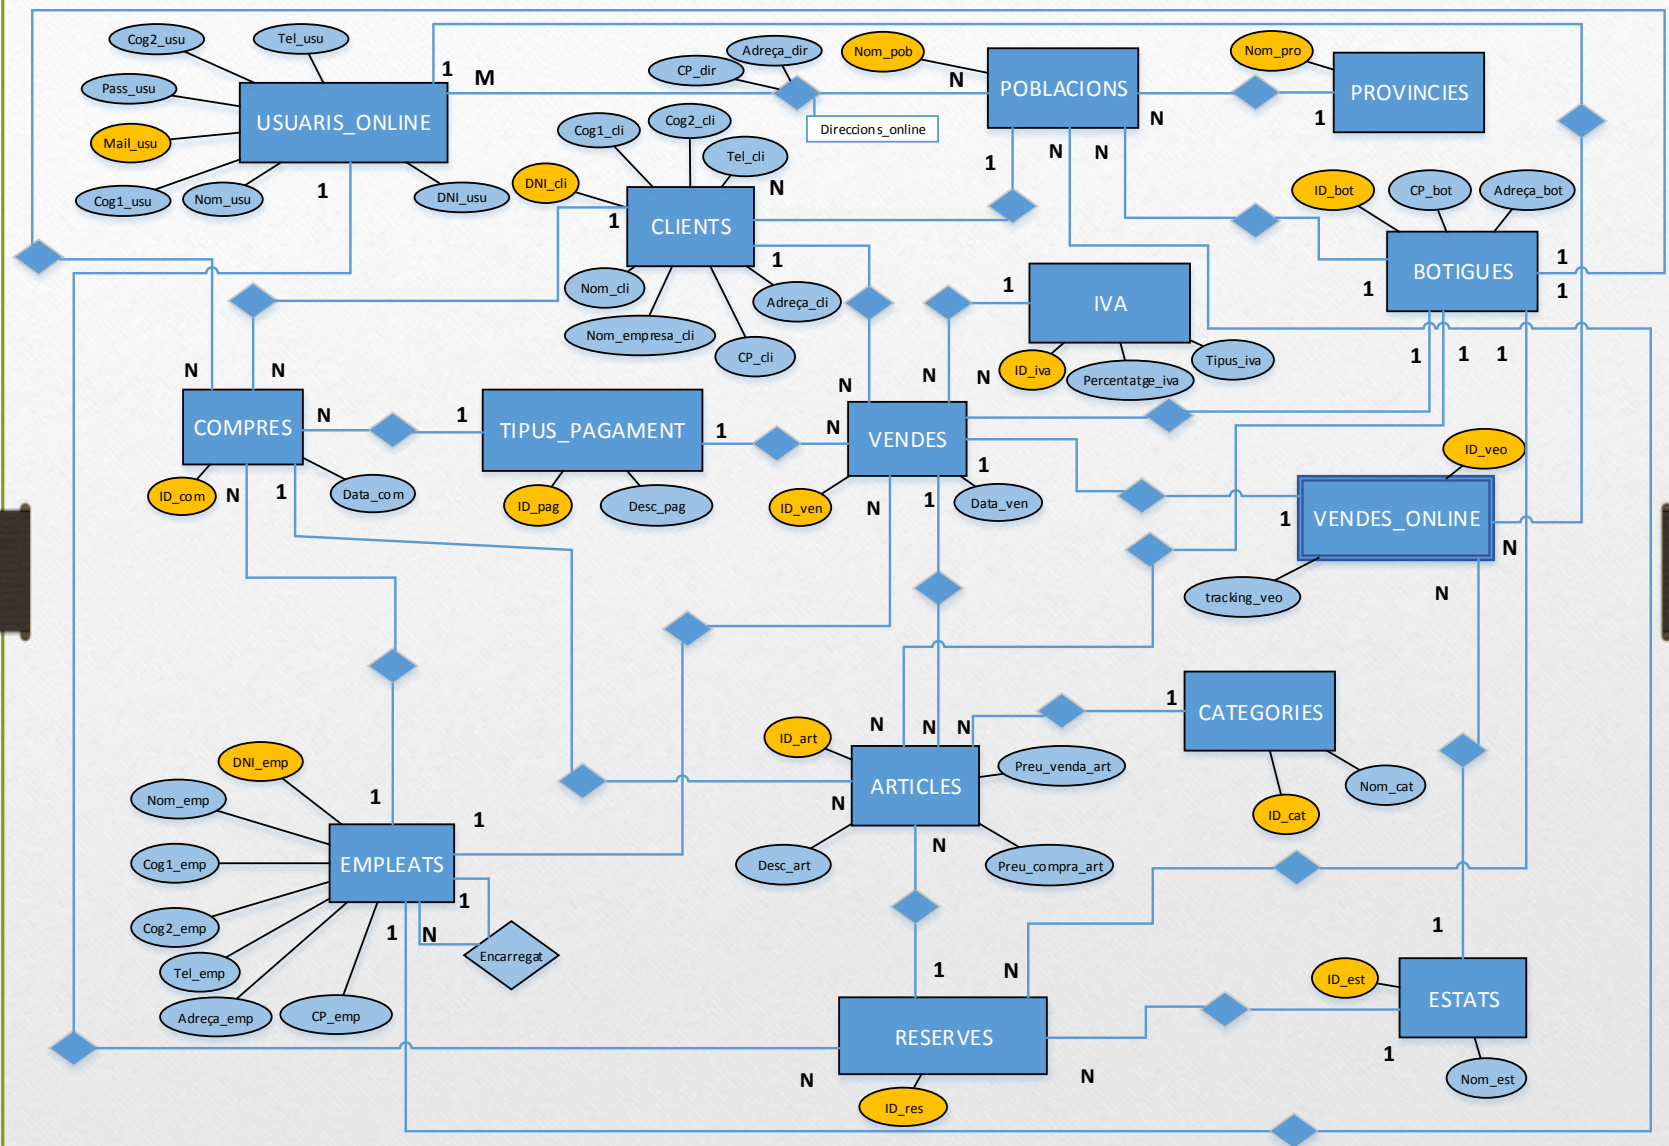 Cog2_usu
Tel_usu
Pass_usu
Mail_usu
Cog1_usu
Nom_usu
DNI_usu
USUARIS_ONLINE
1
M
1
CP_dir
Adreça_dir
Direccions_online
N
Nom_pob
POBLACIONS
N
1
N
N
Nom_pro
PROVINCIES
1
Cog1_cli
Cog2_cli
Tel_cli
DNI_cli
N
1
CLIENTS
1
Nom_cli
Nom_empresa_cli
CP_cli
Adreça_cli
ID_bot
CP_bot
Adreça_bot
BOTIGUES
1
1
1
1
1
1
1
IVA
ID_iva
Percentatge_iva
Tipus_iva
N
N
N
N
N
COMPRES
N
ID_com
N
1
Data_com
1
TIPUS_PAGAMENT
1
ID_pag
Desc_pag
N
VENDES
1
ID_ven
N
1
Data_ven
ID_veo
VENDES_ONLINE
1
N
N
tracking_veo
CATEGORIES
1
Nom_cat
ID_cat
N
N
N
ID_art
ARTICLES
Preu_venda_art
N
N
Desc_art
Preu_compra_art
DNI_emp
Nom_emp
Cog1_emp
Cog2_emp
Tel_emp
Adreça_emp
CP_emp
1
1
EMPLEATS
1
1
N
Encarregat
1
N
RESERVES
N
N
ID_res
1
ID_est
ESTATS
1
Nom_est